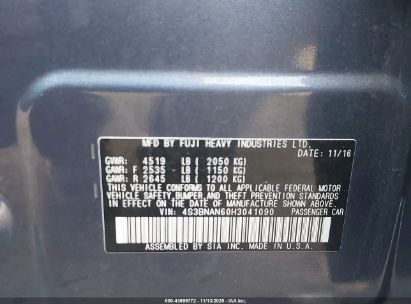 MFD BY FUJI HEAVY INDUSTRIES LTD.
DATE: 11/16
GVWR: 4519 LB ( 2050 KG)
GAWR: F 2535 - LB ( 1150 KG)
GAWR: R 2645 LB ( 1200 KG)
THIS VEHICLE CONFORMS TO ALL APPLICABLE FEDERAL MOTOR
VEHICLE SAFETY, BUMPER, AND THEFT PREVENTION STANDARDS
IN EFFECT ON THE DATE OF MANUFACTURE SHOWN ABOVE.
VIN: 4S3BNAN60H3041090 PASSENGER CAR
ASSEMBLED BY SIA INC. MADE IN U.S.A.